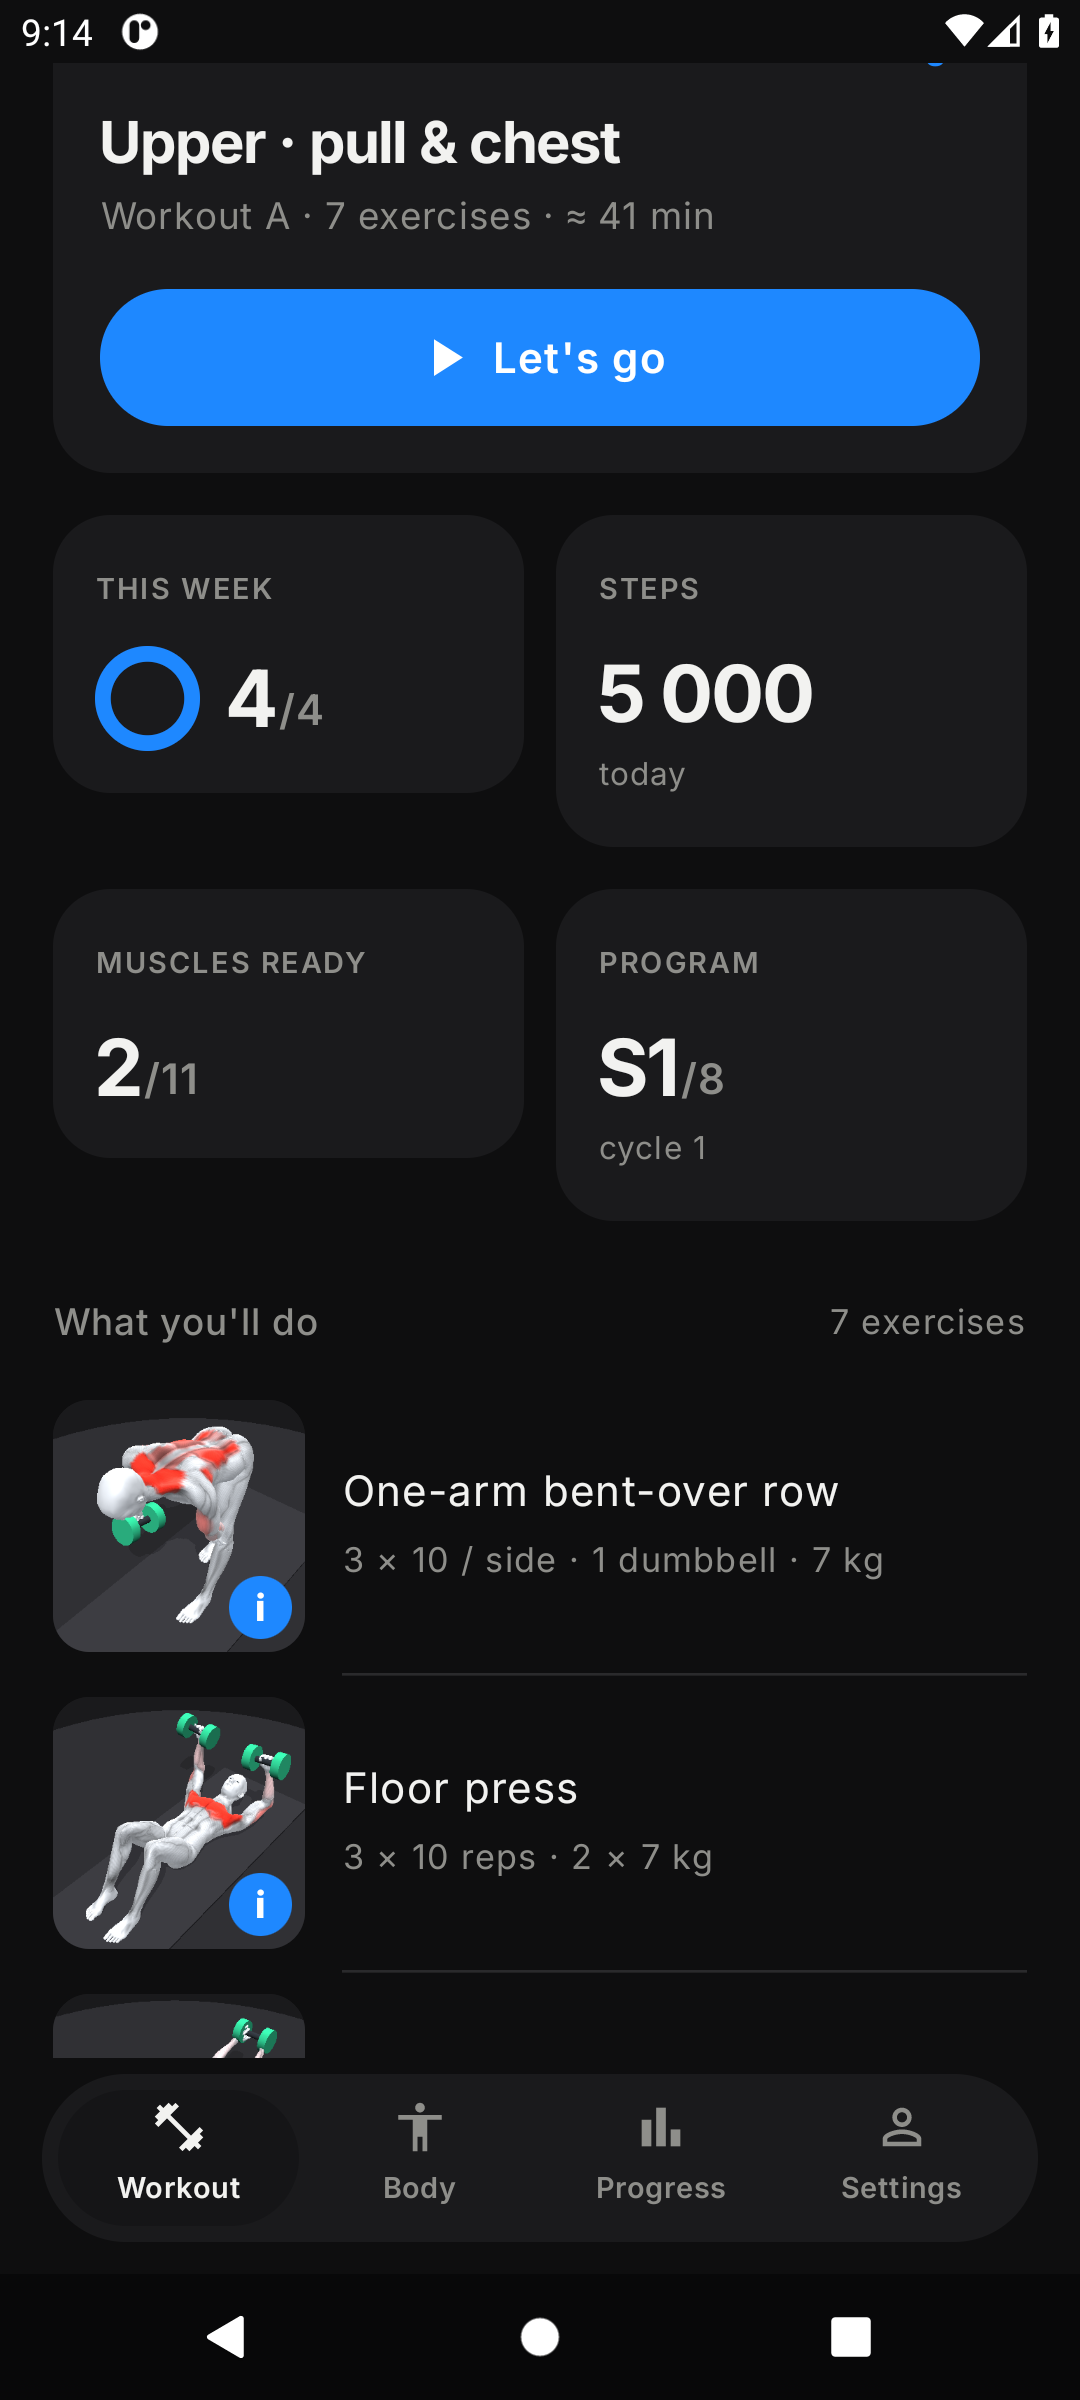 9:14
Upper · pull & chest
Workout A · 7 exercises · ≈ 41 min
Let's go
THIS WEEK
4/4
STEPS
5 000
today
MUSCLES READY
2/11
PROGRAM
S1/8
cycle 1
What you'll do
7 exercises
One-arm bent-over row
3 × 10 / side · 1 dumbbell · 7 kg
i
Floor press
3 × 10 reps · 2 × 7 kg
i
Workout
Body
Progress
Settings